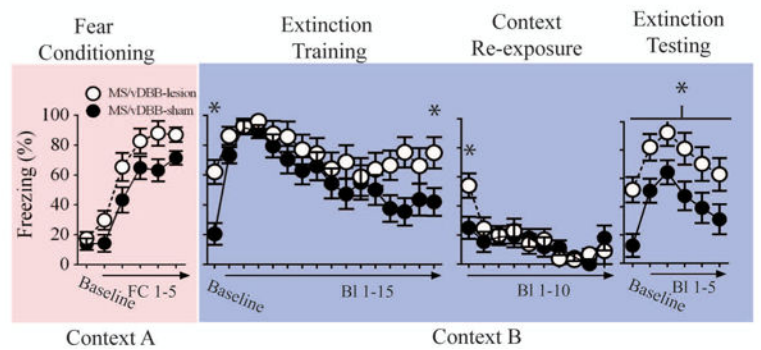 Fear
Conditioning
Extinction
Training
Context
Re-exposure
Extinction
Testing
MS/vDBB-lesion
MS/vDBB-sham
*
*
*
*
Freezing (%)
100
80
60
40
20
0
Baseline
FC 1-5
Baseline
Bl 1-15
Bl 1-10
Baseline
Bl 1-5
Context A
Context B